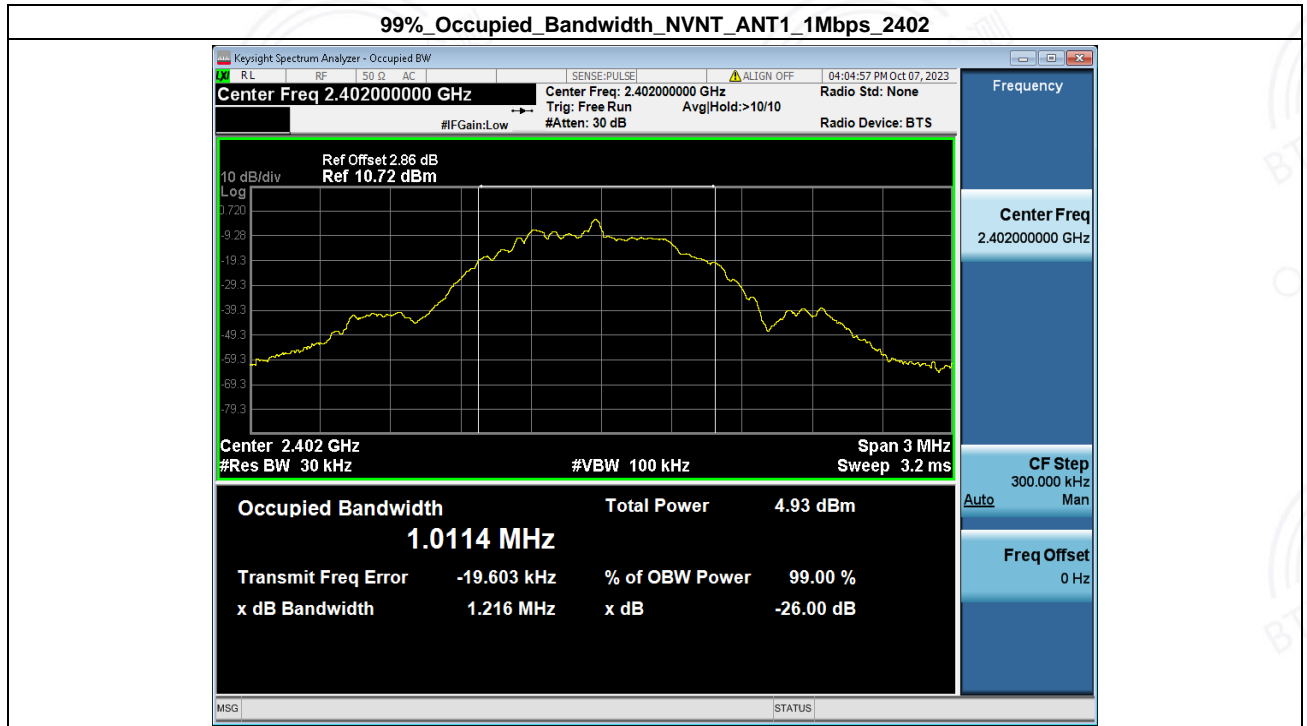 99%_Occupied_Bandwidth_NVNT_ANT1_1Mbps_2402
Keysight Spectrum Analyzer - Occupied BW
LXI RL RF 50 Ω AC SENSE:PULSE ALIGN OFF 04:04:57 PM Oct 07, 2023
Center Freq 2.402000000 GHz
Center Freq: 2.402000000 GHz
Radio Std: None
Trig: Free Run Avg|Hold:>10/10
#IFGain:Low
#Atten: 30 dB
Radio Device: BTS
Ref Offset 2.86 dB
10 dB/div Ref 10.72 dBm
Log
0.720
-9.28
-19.3
-29.3
-39.3
-49.3
-59.3
-69.3
-79.3
Center 2.402 GHz Span 3 MHz
#Res BW 30 kHz #VBW 100 kHz Sweep 3.2 ms
Occupied Bandwidth Total Power 4.93 dBm
1.0114 MHz
Transmit Freq Error -19.603 kHz % of OBW Power 99.00 %
x dB Bandwidth 1.216 MHz x dB -26.00 dB
Frequency
Center Freq
2.402000000 GHz
CF Step
300.000 kHz
Auto Man
Freq Offset
0 Hz
MSG STATUS